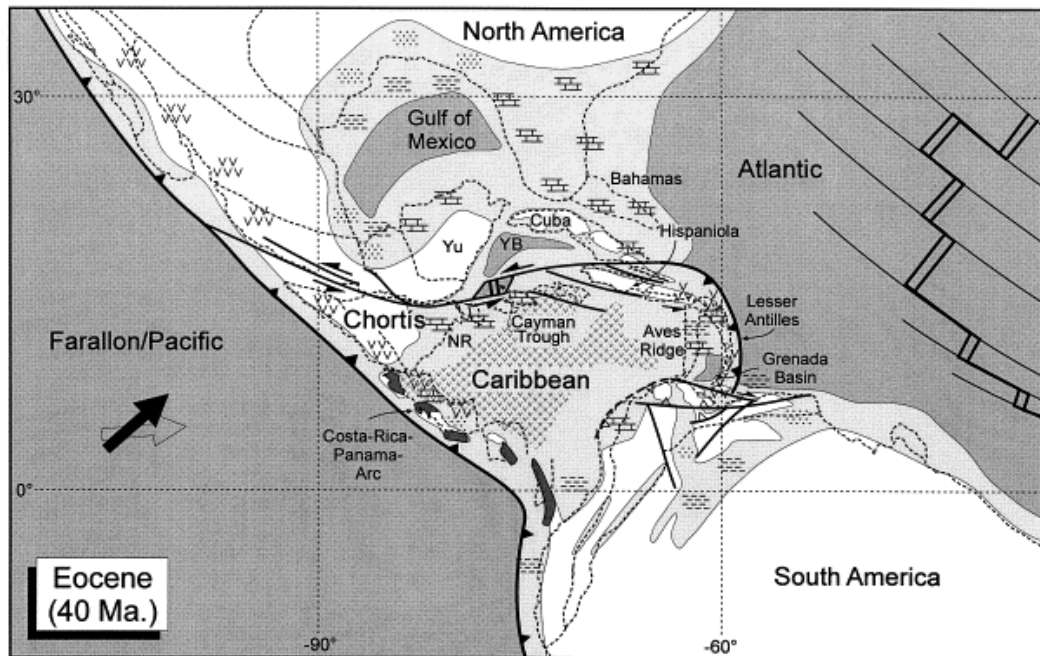 North America
30°
Gulf of
Mexico
Atlantic
Bahamas
Cuba
Hispaniola
Yu
YB
Lesser
Antilles
Chortis
NR
Cayman
Trough
Aves
Ridge
Farallon/Pacific
Grenada
Basin
Caribbean
Costa-Rica-
Panama-
Arc
0°
Eocene
(40 Ma.)
South America
-90°
-60°